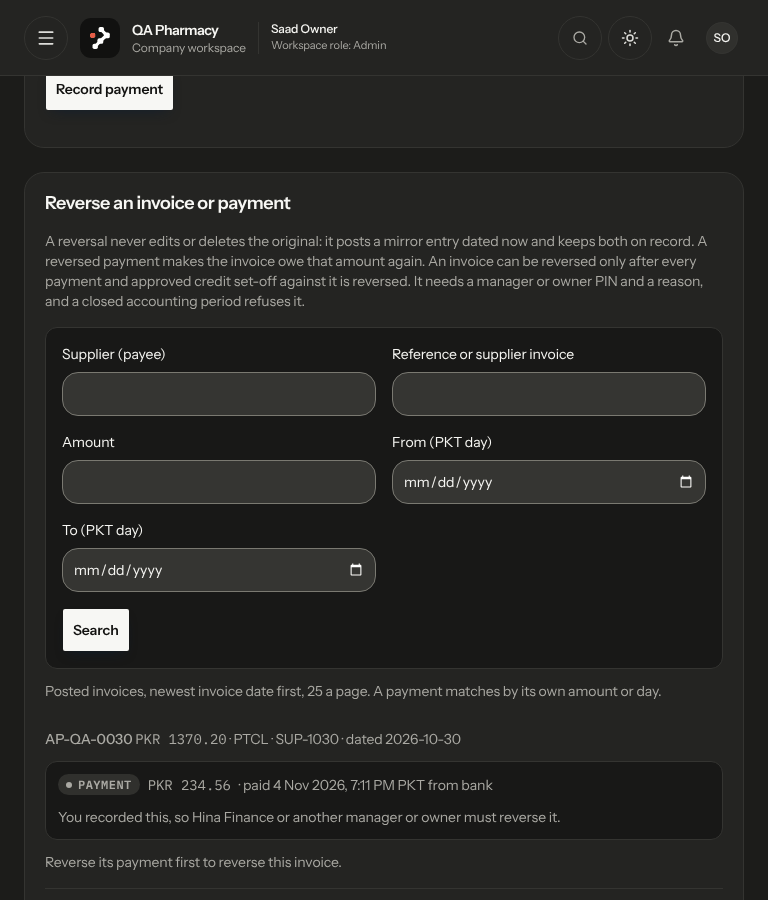 QA Pharmacy
Company workspace
Saad Owner
Workspace role: Admin
SO
Record payment
Reverse an invoice or payment
A reversal never edits or deletes the original: it posts a mirror entry dated now and keeps both on record. A
reversed payment makes the invoice owe that amount again. An invoice can be reversed only after every
payment and approved credit set-off against it is reversed. It needs a manager or owner PIN and a reason,
and a closed accounting period refuses it.
Supplier (payee)
Reference or supplier invoice
Amount
From (PKT day)
mm/dd/yyyy
To (PKT day)
mm/dd/yyyy
Search
Posted invoices, newest invoice date first, 25 a page. A payment matches by its own amount or day.
AP-QA-0030 PKR 1370.20 · PTCL · SUP-1030 · dated 2026-10-30
PAYMENT PKR 234.56 · paid 4 Nov 2026, 7:11 PM PKT from bank
You recorded this, so Hina Finance or another manager or owner must reverse it.
Reverse its payment first to reverse this invoice.